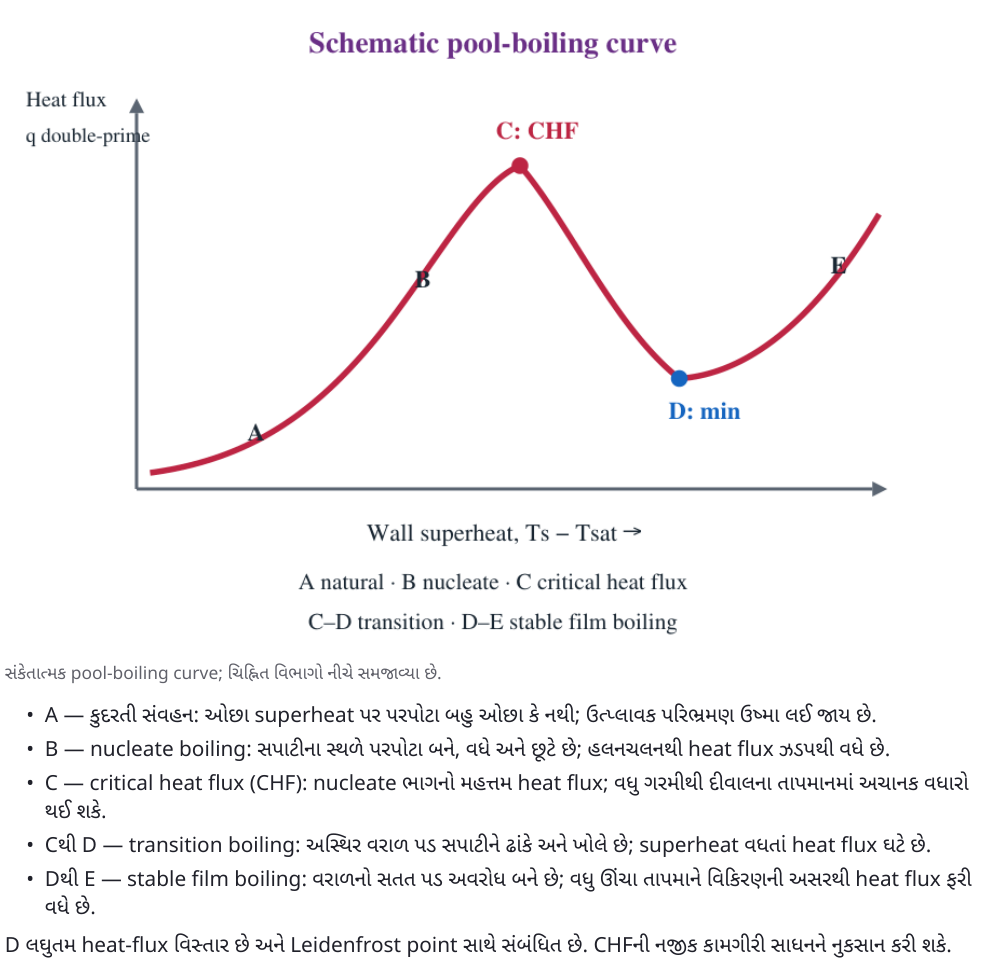 Schematic pool-boiling curve
Heat flux
q double-prime
C: CHF
B
E
D: min
A
Wall superheat, Ts − Tsat →
A natural · B nucleate · C critical heat flux
C–D transition · D–E stable film boiling
સંકેતાત્મક pool-boiling curve; ચિહ્નિત વિભાગો નીચે સમજાવ્યા છે.
• A — કુદરતી સંવહન: ઓછા superheat પર પરપોટા બહુ ઓછા કે નથી; ઉત્પ્લાવક પરિભ્રમણ ઉષ્મા લઈ જાય છે.
• B — nucleate boiling: સપાટીના સ્થળે પરપોટા બને, વધે અને છૂટે છે; હલનચલનથી heat flux ઝડપથી વધે છે.
• C — critical heat flux (CHF): nucleate ભાગનો મહત્તમ heat flux; વધુ ગરમીથી દીવાલના તાપમાનમાં અચાનક વધારો
થઈ શકે.
• Cથી D — transition boiling: અસ્થિર વરાળ પડ સપાટીને ઢાંકે અને ખોલે છે; superheat વધતાં heat flux ઘટે છે.
• Dથી E — stable film boiling: વરાળનો સતત પડ અવરોધ બને છે; વધુ ઊંચા તાપમાને વિકિરણની અસરથી heat flux ફરી
વધે છે.
D લઘુતમ heat-flux વિસ્તાર છે અને Leidenfrost point સાથે સંબંધિત છે. CHFની નજીક કામગીરી સાધનને નુકસાન કરી શકે.